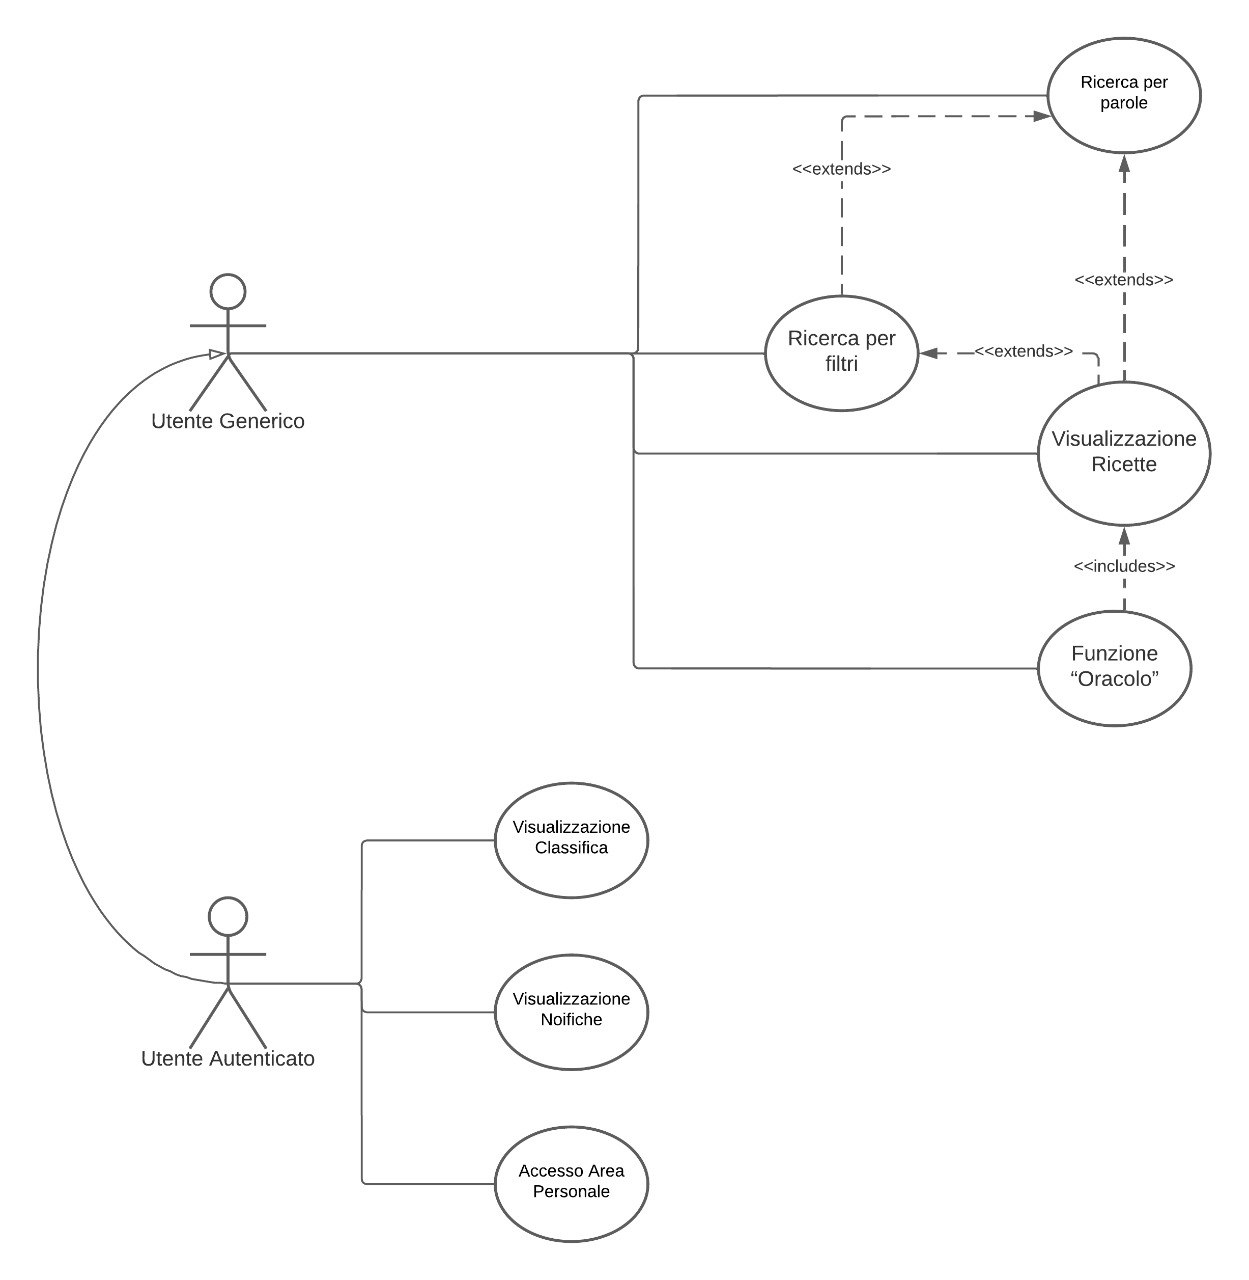 Ricerca per
parole
<<extends>>
<<extends>>
Ricerca per
filtri
<<extends>>
Utente Generico
Visualizzazione
Ricette
<<includes>>
Funzione
“Oracolo”
Visualizzazione
Classifica
Visualizzazione
Noifiche
Utente Autenticato
Accesso Area
Personale